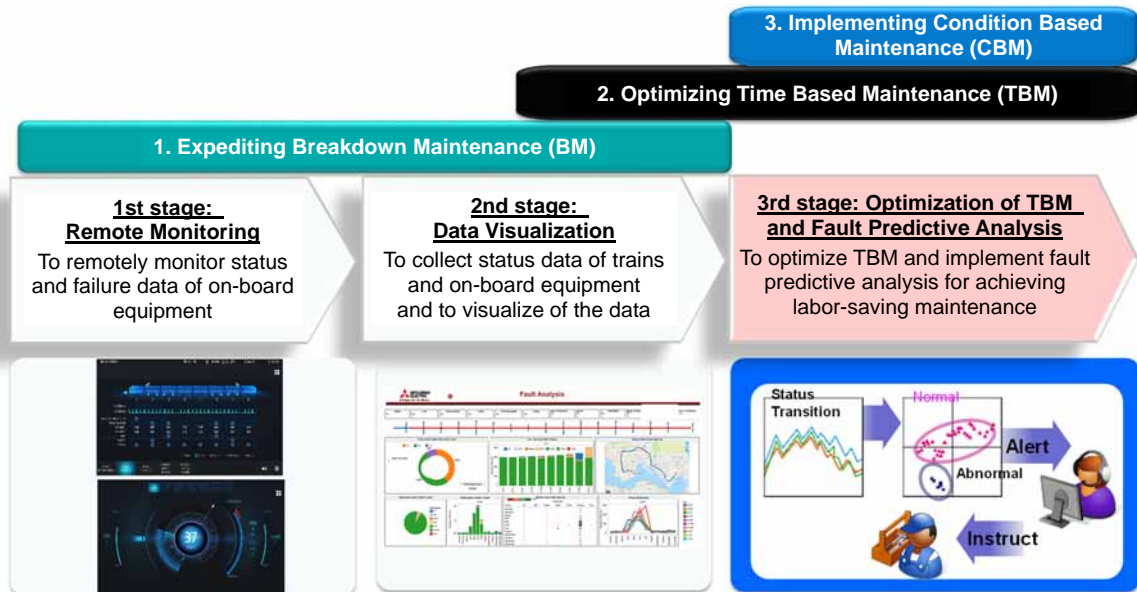 3. Implementing Condition Based
Maintenance (CBM)
2. Optimizing Time Based Maintenance (TBM)
1. Expediting Breakdown Maintenance (BM)
1st stage:
Remote Monitoring
To remotely monitor status
and failure data of on-board
equipment
2nd stage:
Data Visualization
To collect status data of trains
and on-board equipment
and to visualize of the data
3rd stage: Optimization of TBM
and Fault Predictive Analysis
To optimize TBM and implement fault
predictive analysis for achieving
labor-saving maintenance
37
MITSUBISHI
ELECTRIC
Fault Analysis
Status
Transition
Normal
Abnormal
Alert
Instruct